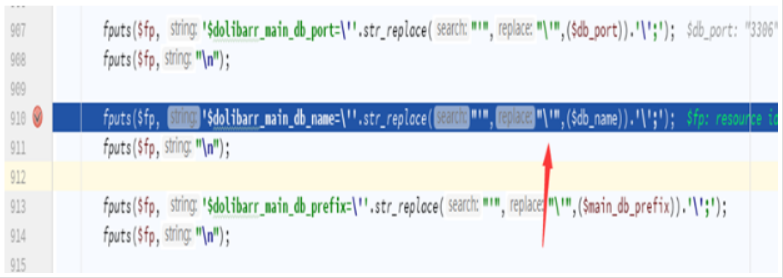 907 fputs($fp, string: '$dolibarr_main_db_port=\''.str_replace( search: "'", replace: "\'",($db_port)).'\';'); $db_port: "3306"
908 fputs($fp, string: "\n");
909
910 fputs($fp, string: '$dolibarr_main_db_name=\''.str_replace( search: "'", replace: "\'",($db_name)).'\';'); $fp: resource id
911 fputs($fp, string: "\n");
912
913 fputs($fp, string: '$dolibarr_main_db_prefix=\''.str_replace( search: "'", replace: "\'",($main_db_prefix)).'\';');
914 fputs($fp, string: "\n");
915